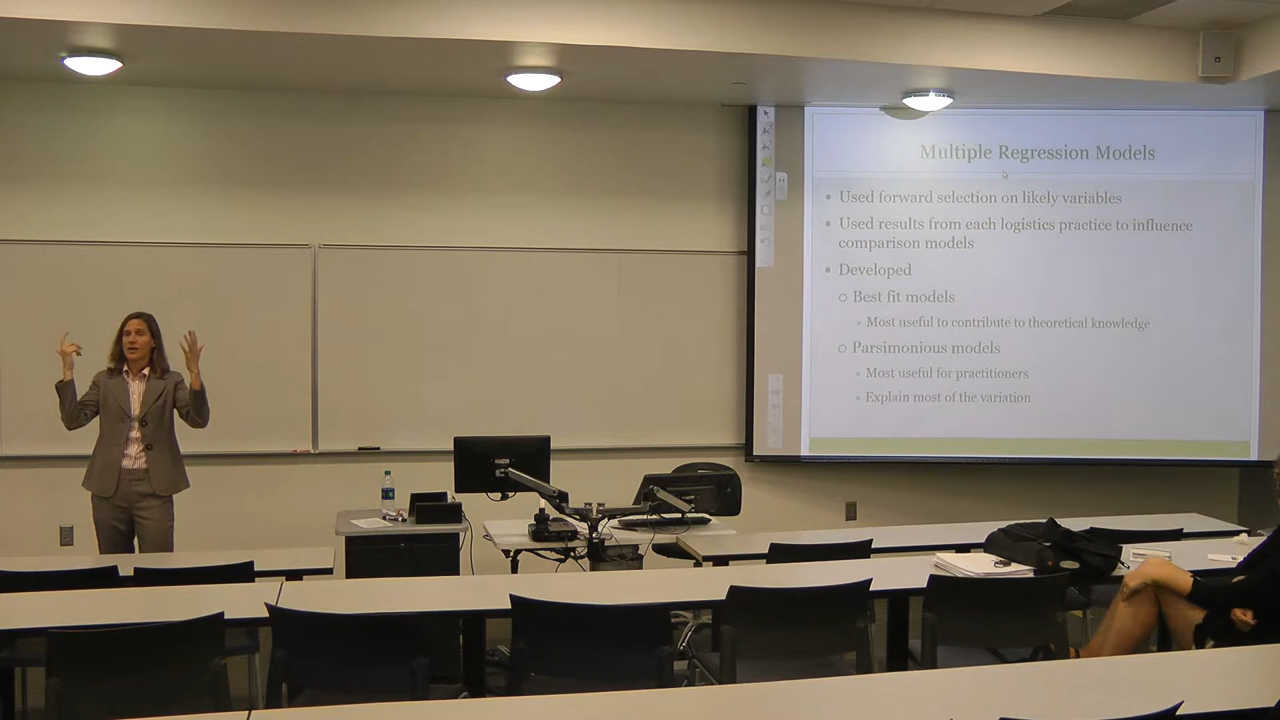 Multiple Regression Models
Used forward selection on likely variables
Used results from each logistics practice to influence
comparison models
Developed
Best fit models
Most useful to contribute to theoretical knowledge
Parsimonious models
Most useful for practitioners
Explain most of the variation